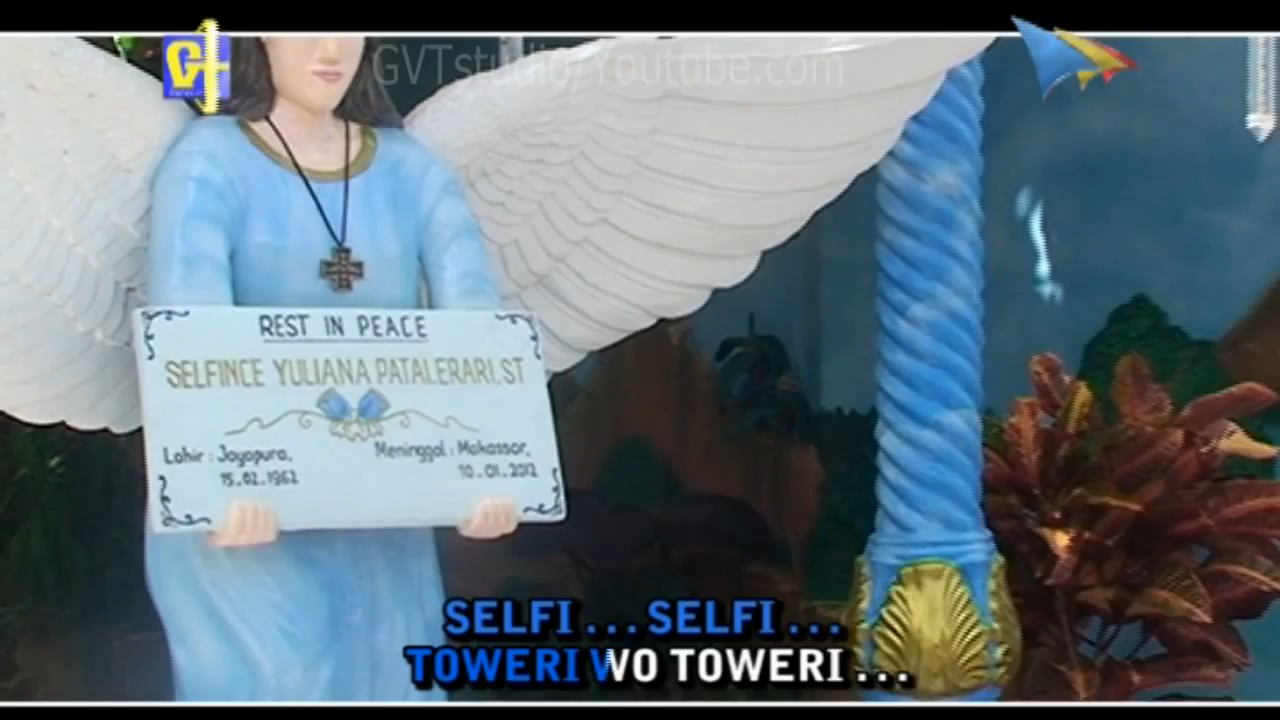 GVTstudio/Youtube.com
REST IN PEACE
SELFINCE YULIANA PATALERARI.ST
Lahir : Jayapura,
15.02.1962
Meninggal : Makassar,
10.01.2012
SELFI ... SELFI ...
TOWERI WO TOWERI ...